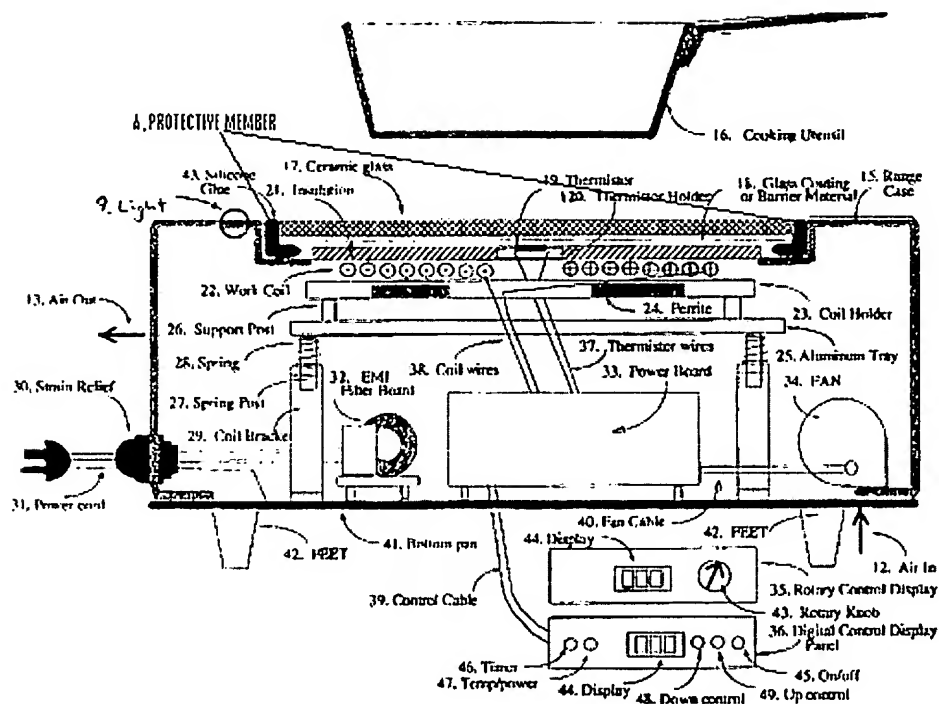 16. Cooking Utensil
A. PROTECTIVE MEMBER
43. Silicone
Glue
17. Ceramic glass
21. Insulation
19. Thermistor
120. Thermistor Holder
18. Glass Coating
or Barrier Material
15. Range
Case
9. Light
22. Work Coil
24. Ferrite
23. Coil Holder
13. Air Out
26. Support Post
28. Spring
38. Coil wires
37. Thermistor wires
33. Power Board
25. Aluminum Tray
34. FAN
30. Strain Relief
27. Spring Post
32. EMI
Filter Board
29. Coil Bracket
31. Power cord
42. FEET
41. Bottom pan
40. Fan Cable
42. FEET
12. Air In
44. Display
35. Rotary Control Display
43. Rotary Knob
39. Control Cable
36. Digital Control Display
Panel
46. Timer
47. Temp/power
44. Display
48. Down control
49. Up control
45. On/off